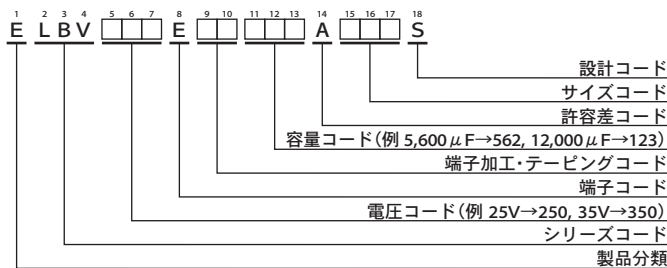 1 2 3 4 5 6 7 8 9 10 11 12 13 14 15 16 17 18
E L B V E A S
設計コード
サイズコード
許容差コード
容量コード(例 5,600μF→562, 12,000μF→123)
端子加工・テーピングコード
端子コード
電圧コード(例 25V→250, 35V→350)
シリーズコード
製品分類